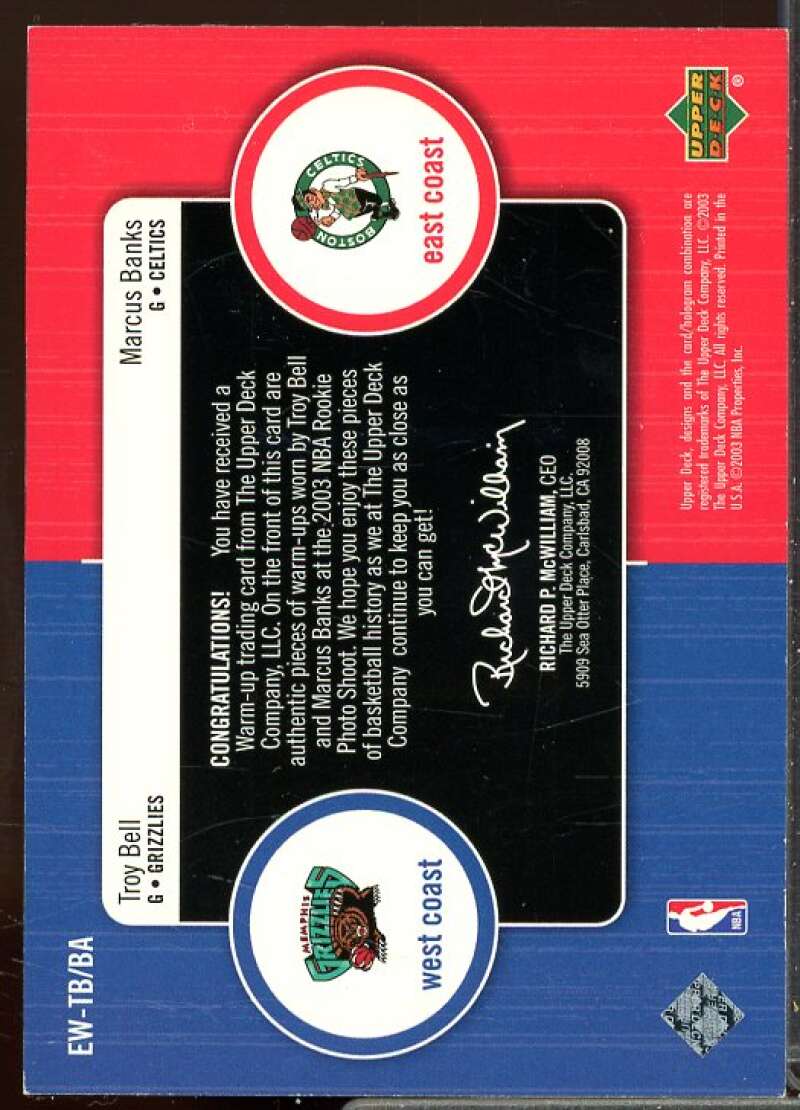 EW-TB/BA
Troy Bell
G • GRIZZLIES
Marcus Banks
G • CELTICS
MEMPHIS
GRIZZLIES
west coast
CONGRATULATIONS! You have received a
Warm-up trading card from The Upper Deck
Company, LLC. On the front of this card are
authentic pieces of warm-ups worn by Troy Bell
and Marcus Banks at the 2003 NBA Rookie
Photo Shoot. We hope you enjoy these pieces
of basketball history as we at The Upper Deck
Company continue to keep you as close as
you can get!
Richard P. McWilliam
RICHARD P. McWILLIAM, CEO
The Upper Deck Company, LLC.
5909 Sea Otter Place, Carlsbad, CA 92008
CELTICS
BOSTON
east coast
NBA
Upper Deck, designs and the card/hologram combination are
registered trademarks of The Upper Deck Company, LLC. ©2003
The Upper Deck Company, LLC. All rights reserved. Printed in the
U.S.A. ©2003 NBA Properties, Inc.
UPPER
DECK
®